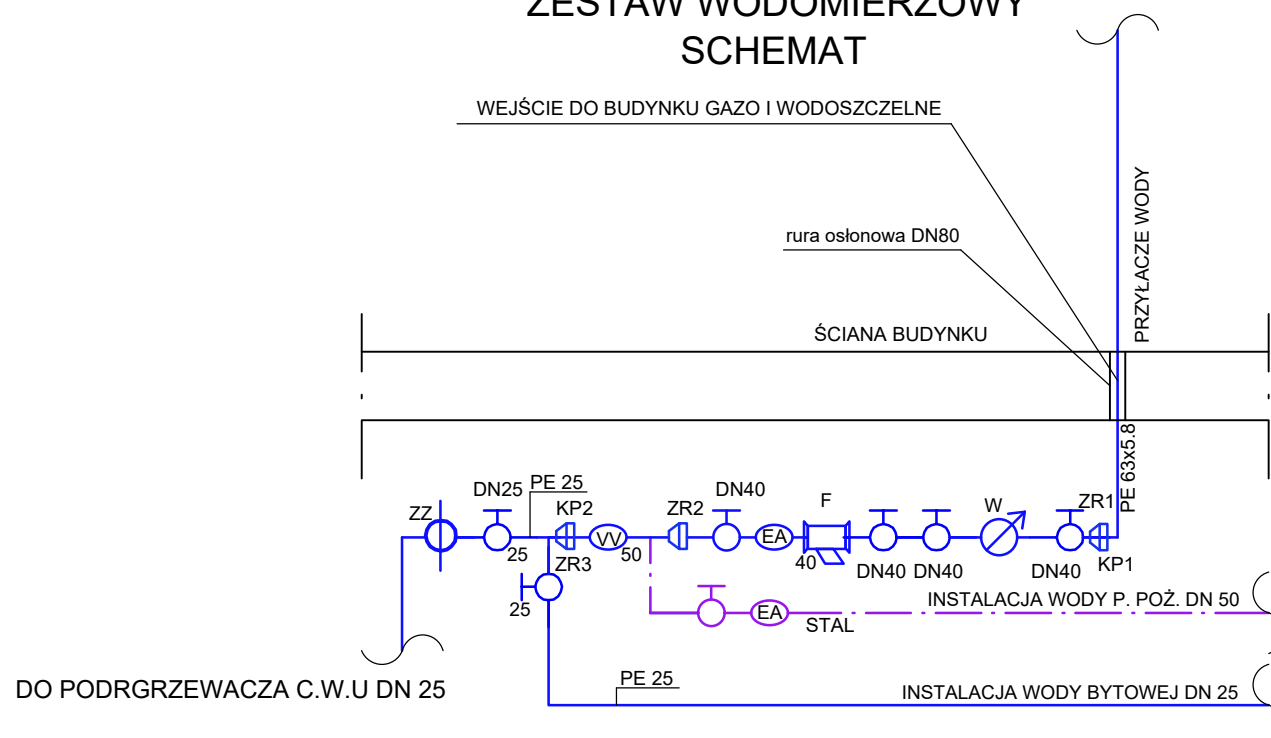 ZESTAW WODOMIERZOWY
SCHEMAT
WEJŚCIE DO BUDYNKU GAZO I WODOSZCZELNE
rura osłonowa DN80
PRZYŁACZE WODY
ŚCIANA BUDYNKU
PE 63x5.8
ZZ
DN25
PE 25
KP2
ZR2
DN40
F
W
ZR1
VV
EA
25
ZR3
50
40
DN40
DN40
DN40
KP1
25
EA
STAL
INSTALACJA WODY P. POŻ. DN 50
DO PODRGRZEWACZA C.W.U DN 25
PE 25
INSTALACJA WODY BYTOWEJ DN 25